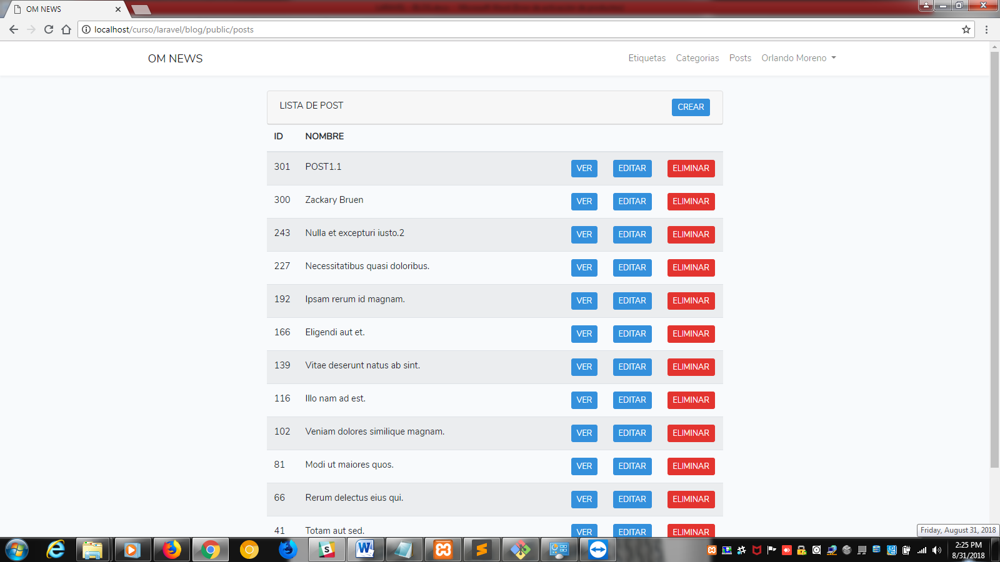 OM NEWS
localhost/curso/laravel/blog/public/posts
OM NEWS Etiquetas Categorias Posts Orlando Moreno
LISTA DE POST CREAR
ID NOMBRE
301 POST1.1 VER EDITAR ELIMINAR
300 Zackary Bruen VER EDITAR ELIMINAR
243 Nulla et excepturi iusto.2 VER EDITAR ELIMINAR
227 Necessitatibus quasi doloribus. VER EDITAR ELIMINAR
192 Ipsam rerum id magnam. VER EDITAR ELIMINAR
166 Eligendi aut et. VER EDITAR ELIMINAR
139 Vitae deserunt natus ab sint. VER EDITAR ELIMINAR
116 Illo nam ad est. VER EDITAR ELIMINAR
102 Veniam dolores similique magnam. VER EDITAR ELIMINAR
81 Modi ut maiores quos. VER EDITAR ELIMINAR
66 Rerum delectus eius qui. VER EDITAR ELIMINAR
41 Totam aut sed. VER EDITAR ELIMINAR
Friday, August 31, 2018
2:25 PM
8/31/2018